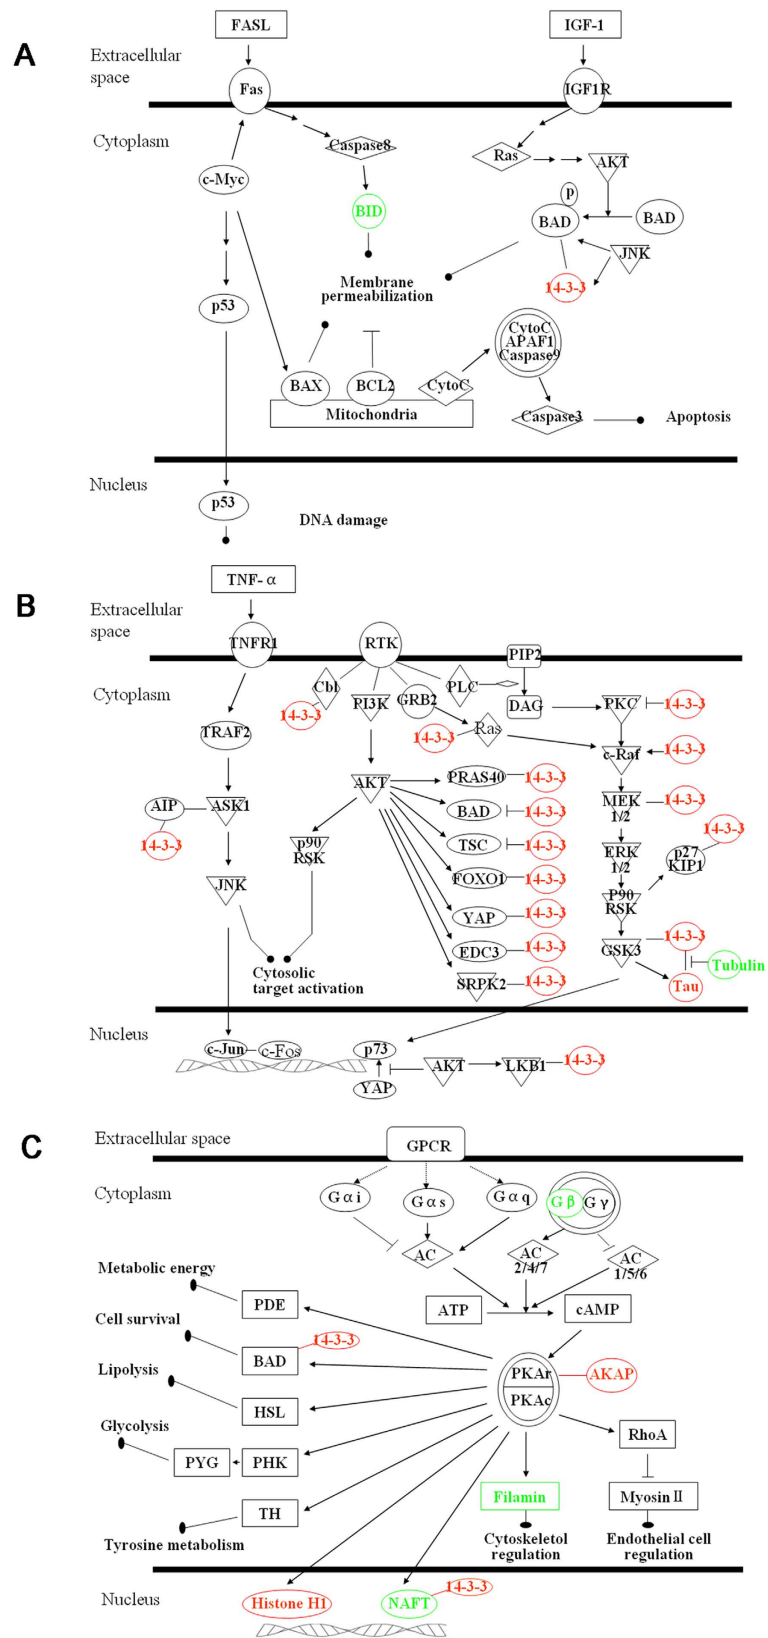 A
FASL
IGF-1
Extracellular
space
Fas
IGF1R
Cytoplasm
Caspase8
Ras
AKT
c-Myc
BID
p
BAD
BAD
JNK
14-3-3
Membrane
permeabilization
p53
CytoC
APAF1
Caspase9
BAX
BCL2
CytoC
Mitochondria
Caspase3
Apoptosis
Nucleus
p53
DNA damage
B
TNF-α
Extracellular
space
TNFR1
RTK
PIP2
Cytoplasm
Cbl
PI3K
GRB2
PLC
DAG
PKC
14-3-3
14-3-3
14-3-3
Ras
TRAF2
c-Raf
14-3-3
AKT
PRAS40
14-3-3
AIP
ASK1
BAD
14-3-3
MEK
1/2
14-3-3
14-3-3
p90
RSK
TSC
14-3-3
ERK
1/2
p27
KIP1
14-3-3
JNK
FOXO1
14-3-3
P90
RSK
YAP
14-3-3
EDC3
14-3-3
GSK3
14-3-3
Tubulin
Cytosolic
target activation
SRPK2
14-3-3
Tau
Nucleus
c-Jun
c-Fos
p73
YAP
AKT
LKB1
14-3-3
C
Extracellular space
GPCR
Cytoplasm
Gαi
Gαs
Gαq
Gβ
Gγ
AC
AC
2/4/7
AC
1/5/6
Metabolic energy
PDE
ATP
cAMP
Cell survival
BAD
14-3-3
PKAr
PKAc
AKAP
Lipolysis
HSL
Glycolysis
PYG
PHK
RhoA
TH
Filamin
Myosin II
Tyrosine metabolism
Cytoskeletol
regulation
Endothelial cell
regulation
Nucleus
Histone H1
NAFT
14-3-3